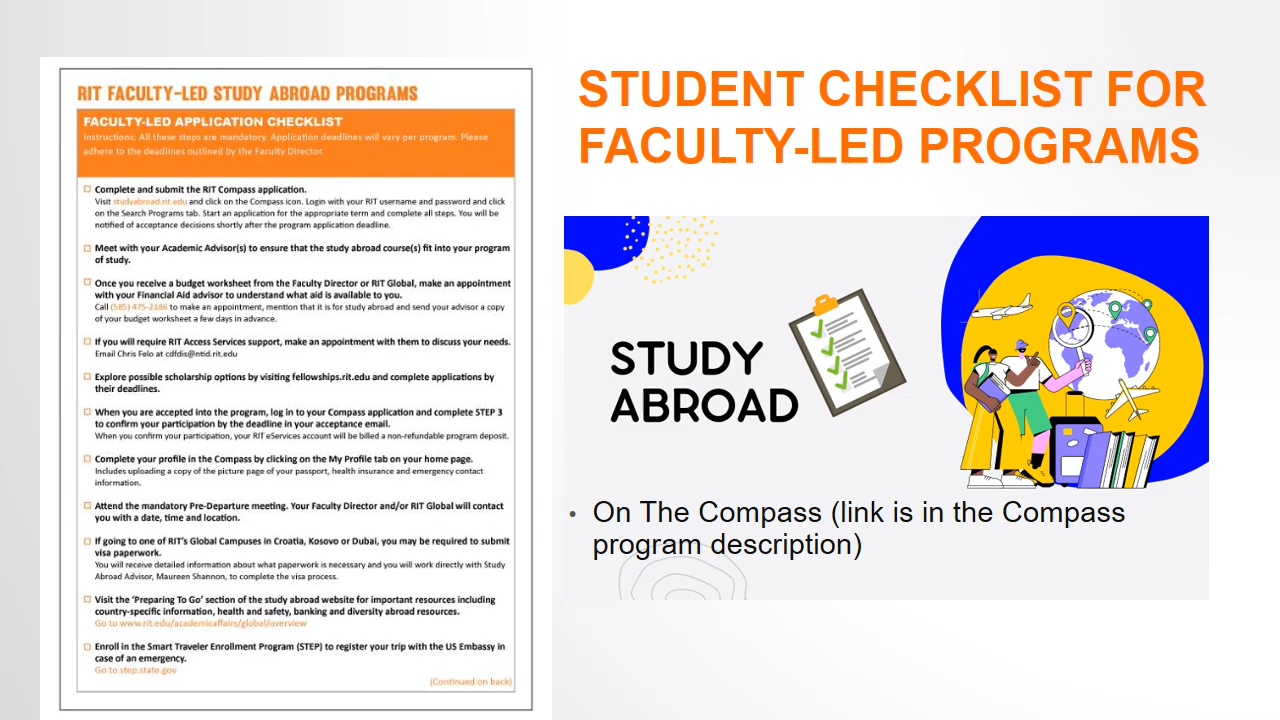 RIT FACULTY-LED STUDY ABROAD PROGRAMS
FACULTY-LED APPLICATION CHECKLIST
Instructions: All these steps are mandatory. Application deadlines will vary per program. Please
adhere to the deadlines outlined by the Faculty Director.
Complete and submit the RIT Compass application.
Visit studyabroad.rit.edu and click on the Compass icon. Login with your RIT username and password and click
on the Search Programs tab. Start an application for the appropriate term and complete all steps. You will be
notified of acceptance decisions shortly after the program application deadline.
Meet with your Academic Advisor(s) to ensure that the study abroad course(s) fit into your program
of study.
Once you receive a budget worksheet from the Faculty Director or RIT Global, make an appointment
with your Financial Aid advisor to understand what aid is available to you.
Call (585) 475-2186 to make an appointment, mention that it is for study abroad and send your advisor a copy
of your budget worksheet a few days in advance.
If you will require RIT Access Services support, make an appointment with them to discuss your needs.
Email Chris Felo at cdfdis@ntid.rit.edu
Explore possible scholarship options by visiting fellowships.rit.edu and complete applications by
their deadlines.
When you are accepted into the program, log in to your Compass application and complete STEP 3
to confirm your participation by the deadline in your acceptance email.
When you confirm your participation, your RIT eServices account will be billed a non-refundable program deposit.
Complete your profile in the Compass by clicking on the My Profile tab on your home page.
Includes uploading a copy of the picture page of your passport, health insurance and emergency contact
information.
Attend the mandatory Pre-Departure meeting. Your Faculty Director and/or RIT Global will contact
you with a date, time and location.
If going to one of RIT's Global Campuses in Croatia, Kosovo or Dubai, you may be required to submit
visa paperwork.
You will receive detailed information about what paperwork is necessary and you will work directly with Study
Abroad Advisor, Maureen Shannon, to complete the visa process.
Visit the 'Preparing To Go' section of the study abroad website for important resources including
country-specific information, health and safety, banking and diversity abroad resources.
Go to www.rit.edu/academicaffairs/global/overview
Enroll in the Smart Traveler Enrollment Program (STEP) to register your trip with the US Embassy in
case of an emergency.
Go to step.state.gov
(Continued on back)
STUDENT CHECKLIST FOR
FACULTY-LED PROGRAMS
STUDY
ABROAD
• On The Compass (link is in the Compass
program description)